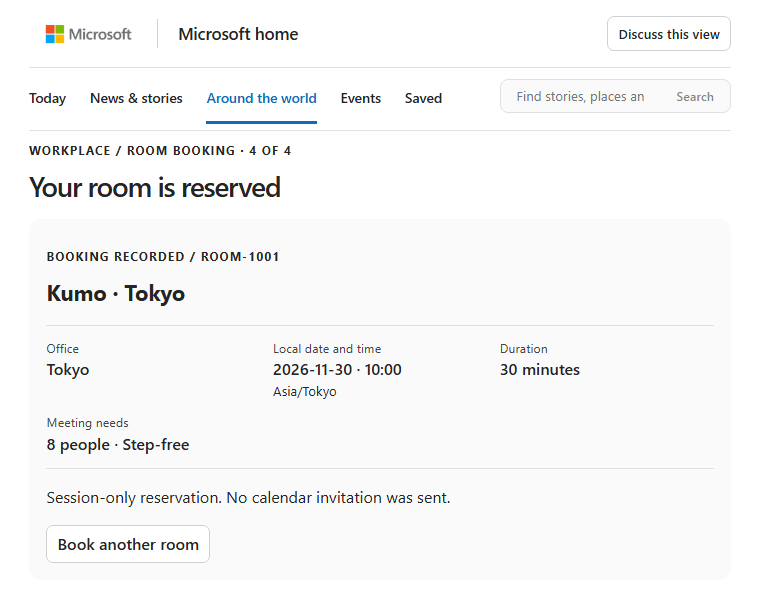 Microsoft
Microsoft home
Discuss this view
Today
News & stories
Around the world
Events
Saved
Find stories, places an
Search
WORKPLACE / ROOM BOOKING · 4 OF 4
Your room is reserved
BOOKING RECORDED / ROOM-1001
Kumo · Tokyo
Office
Tokyo
Local date and time
2026-11-30 · 10:00
Asia/Tokyo
Duration
30 minutes
Meeting needs
8 people · Step-free
Session-only reservation. No calendar invitation was sent.
Book another room